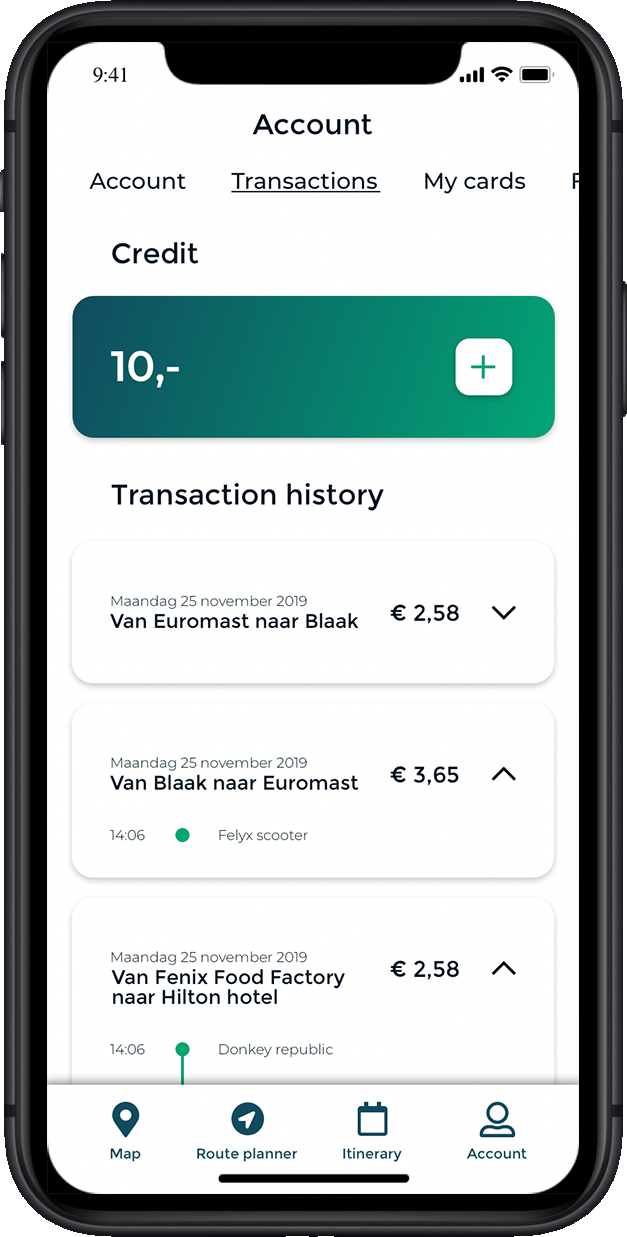 9:41
Account
Account Transactions My cards
Credit
10,-
Transaction history
Maandag 25 november 2019
Van Euromast naar Blaak
€ 2,58
Maandag 25 november 2019
Van Blaak naar Euromast
€ 3,65
14:06 Felyx scooter
Maandag 25 november 2019
Van Fenix Food Factory
naar Hilton hotel
€ 2,58
14:06 Donkey republic
Map Route planner Itinerary Account